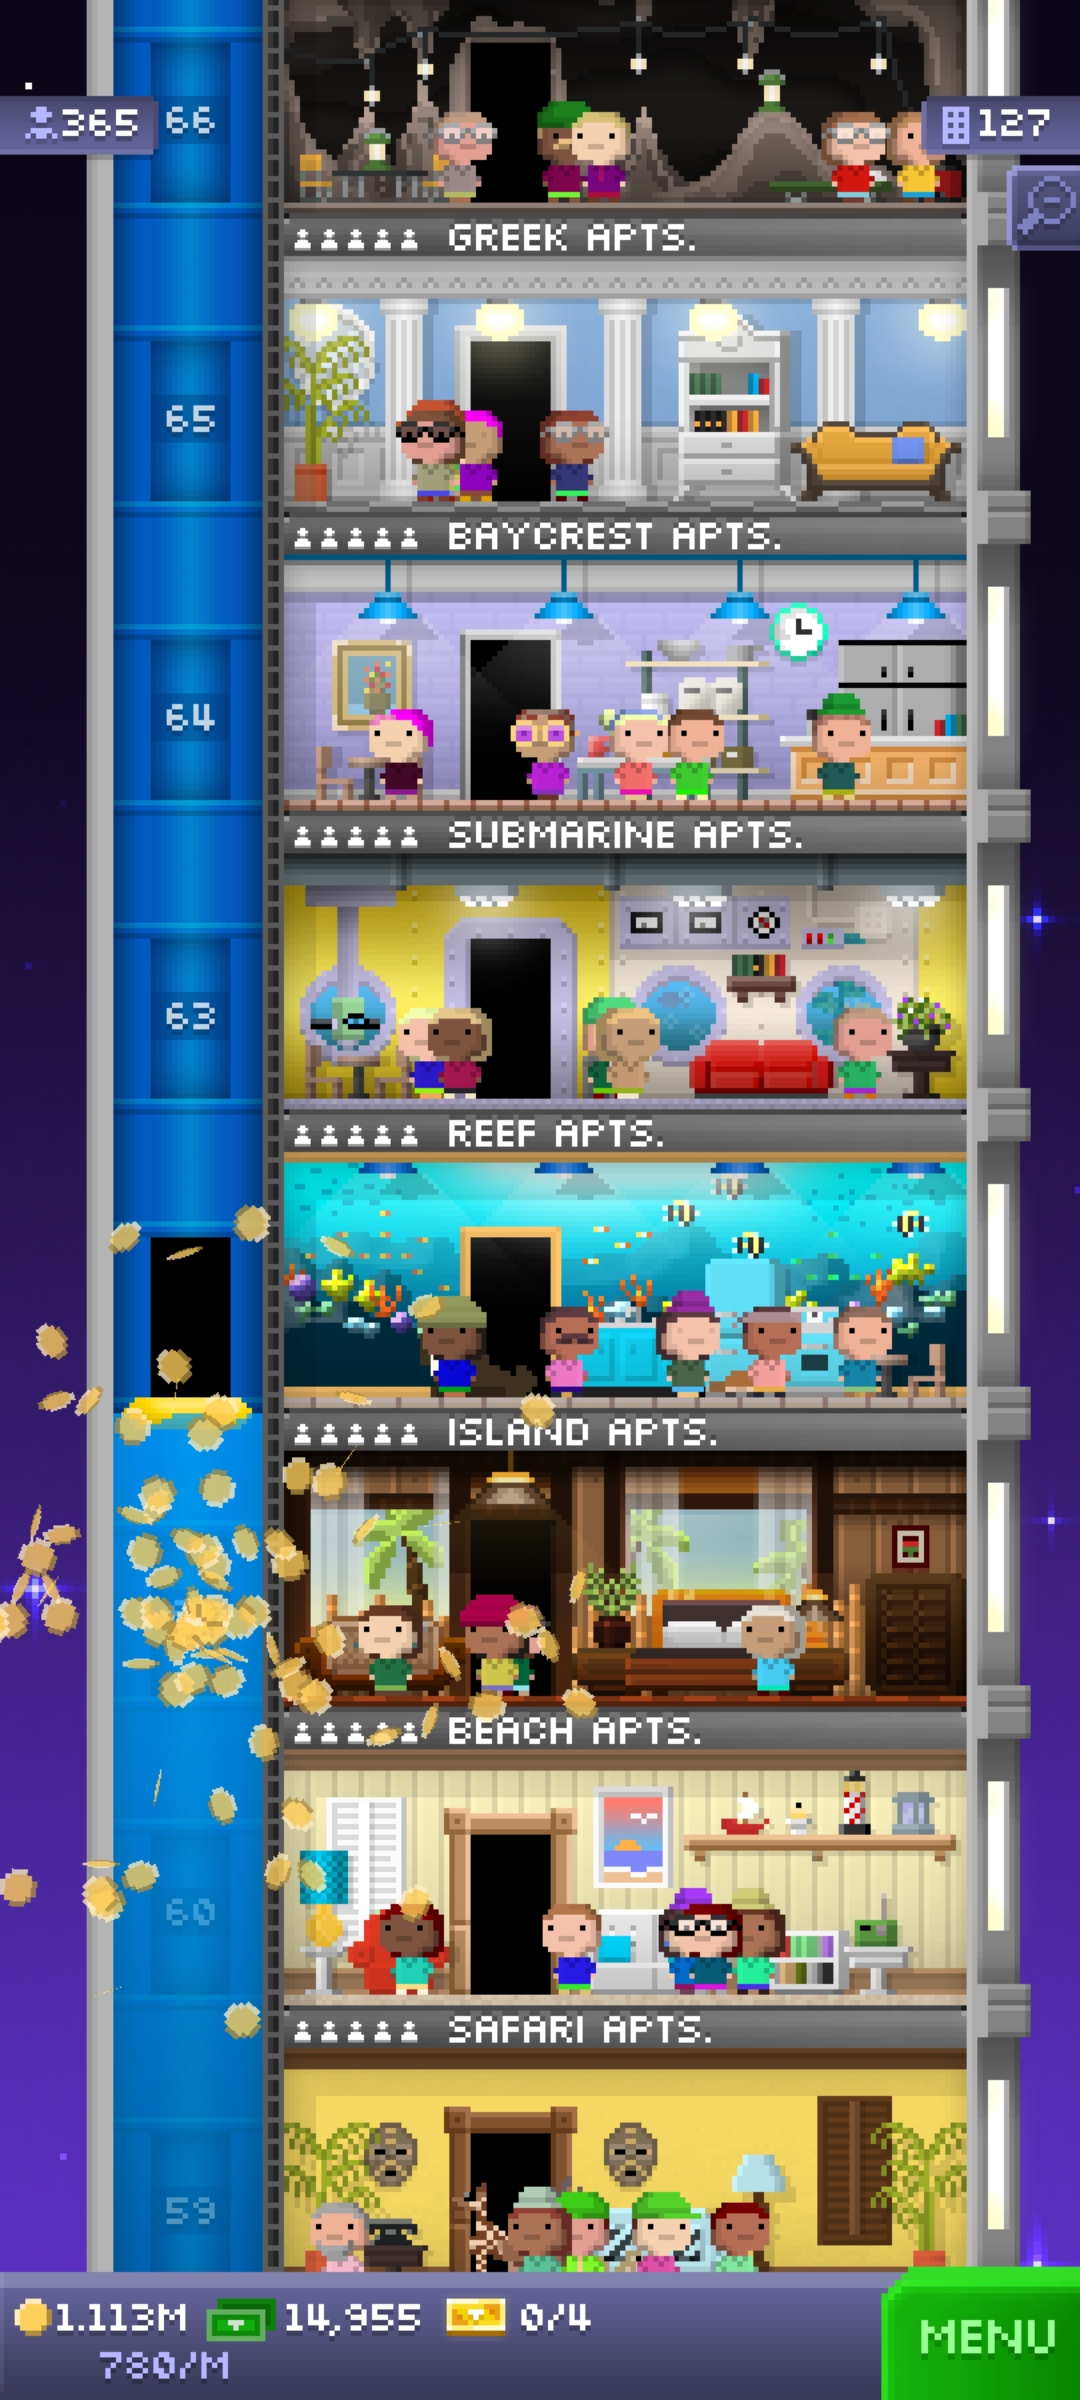 365
66
127
GREEK APTS.
65
BAYCREST APTS.
64
SUBMARINE APTS.
63
REEF APTS.
ISLAND APTS.
BEACH APTS.
60
SAFARI APTS.
59
1.113M 14,955 0/4
780/M
MENU